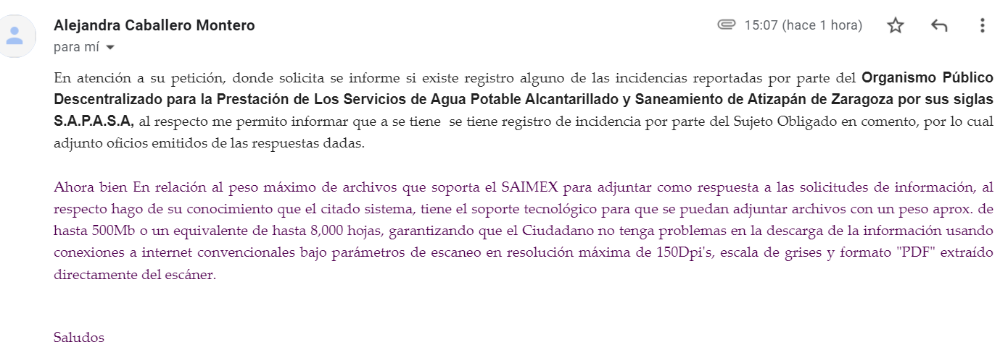 Alejandra Caballero Montero
15:07 (hace 1 hora)
para mí
En atención a su petición, donde solicita se informe si existe registro alguno de las incidencias reportadas por parte del Organismo Público
Descentralizado para la Prestación de Los Servicios de Agua Potable Alcantarillado y Saneamiento de Atizapán de Zaragoza por sus siglas
S.A.P.A.S.A, al respecto me permito informar que a se tiene  se tiene registro de incidencia por parte del Sujeto Obligado en comento, por lo cual
adjunto oficios emitidos de las respuestas dadas.
Ahora bien En relación al peso máximo de archivos que soporta el SAIMEX para adjuntar como respuesta a las solicitudes de información, al
respecto hago de su conocimiento que el citado sistema, tiene el soporte tecnológico para que se puedan adjuntar archivos con un peso aprox. de
hasta 500Mb o un equivalente de hasta 8,000 hojas, garantizando que el Ciudadano no tenga problemas en la descarga de la información usando
conexiones a internet convencionales bajo parámetros de escaneo en resolución máxima de 150Dpi's, escala de grises y formato "PDF" extraído
directamente del escáner.
Saludos